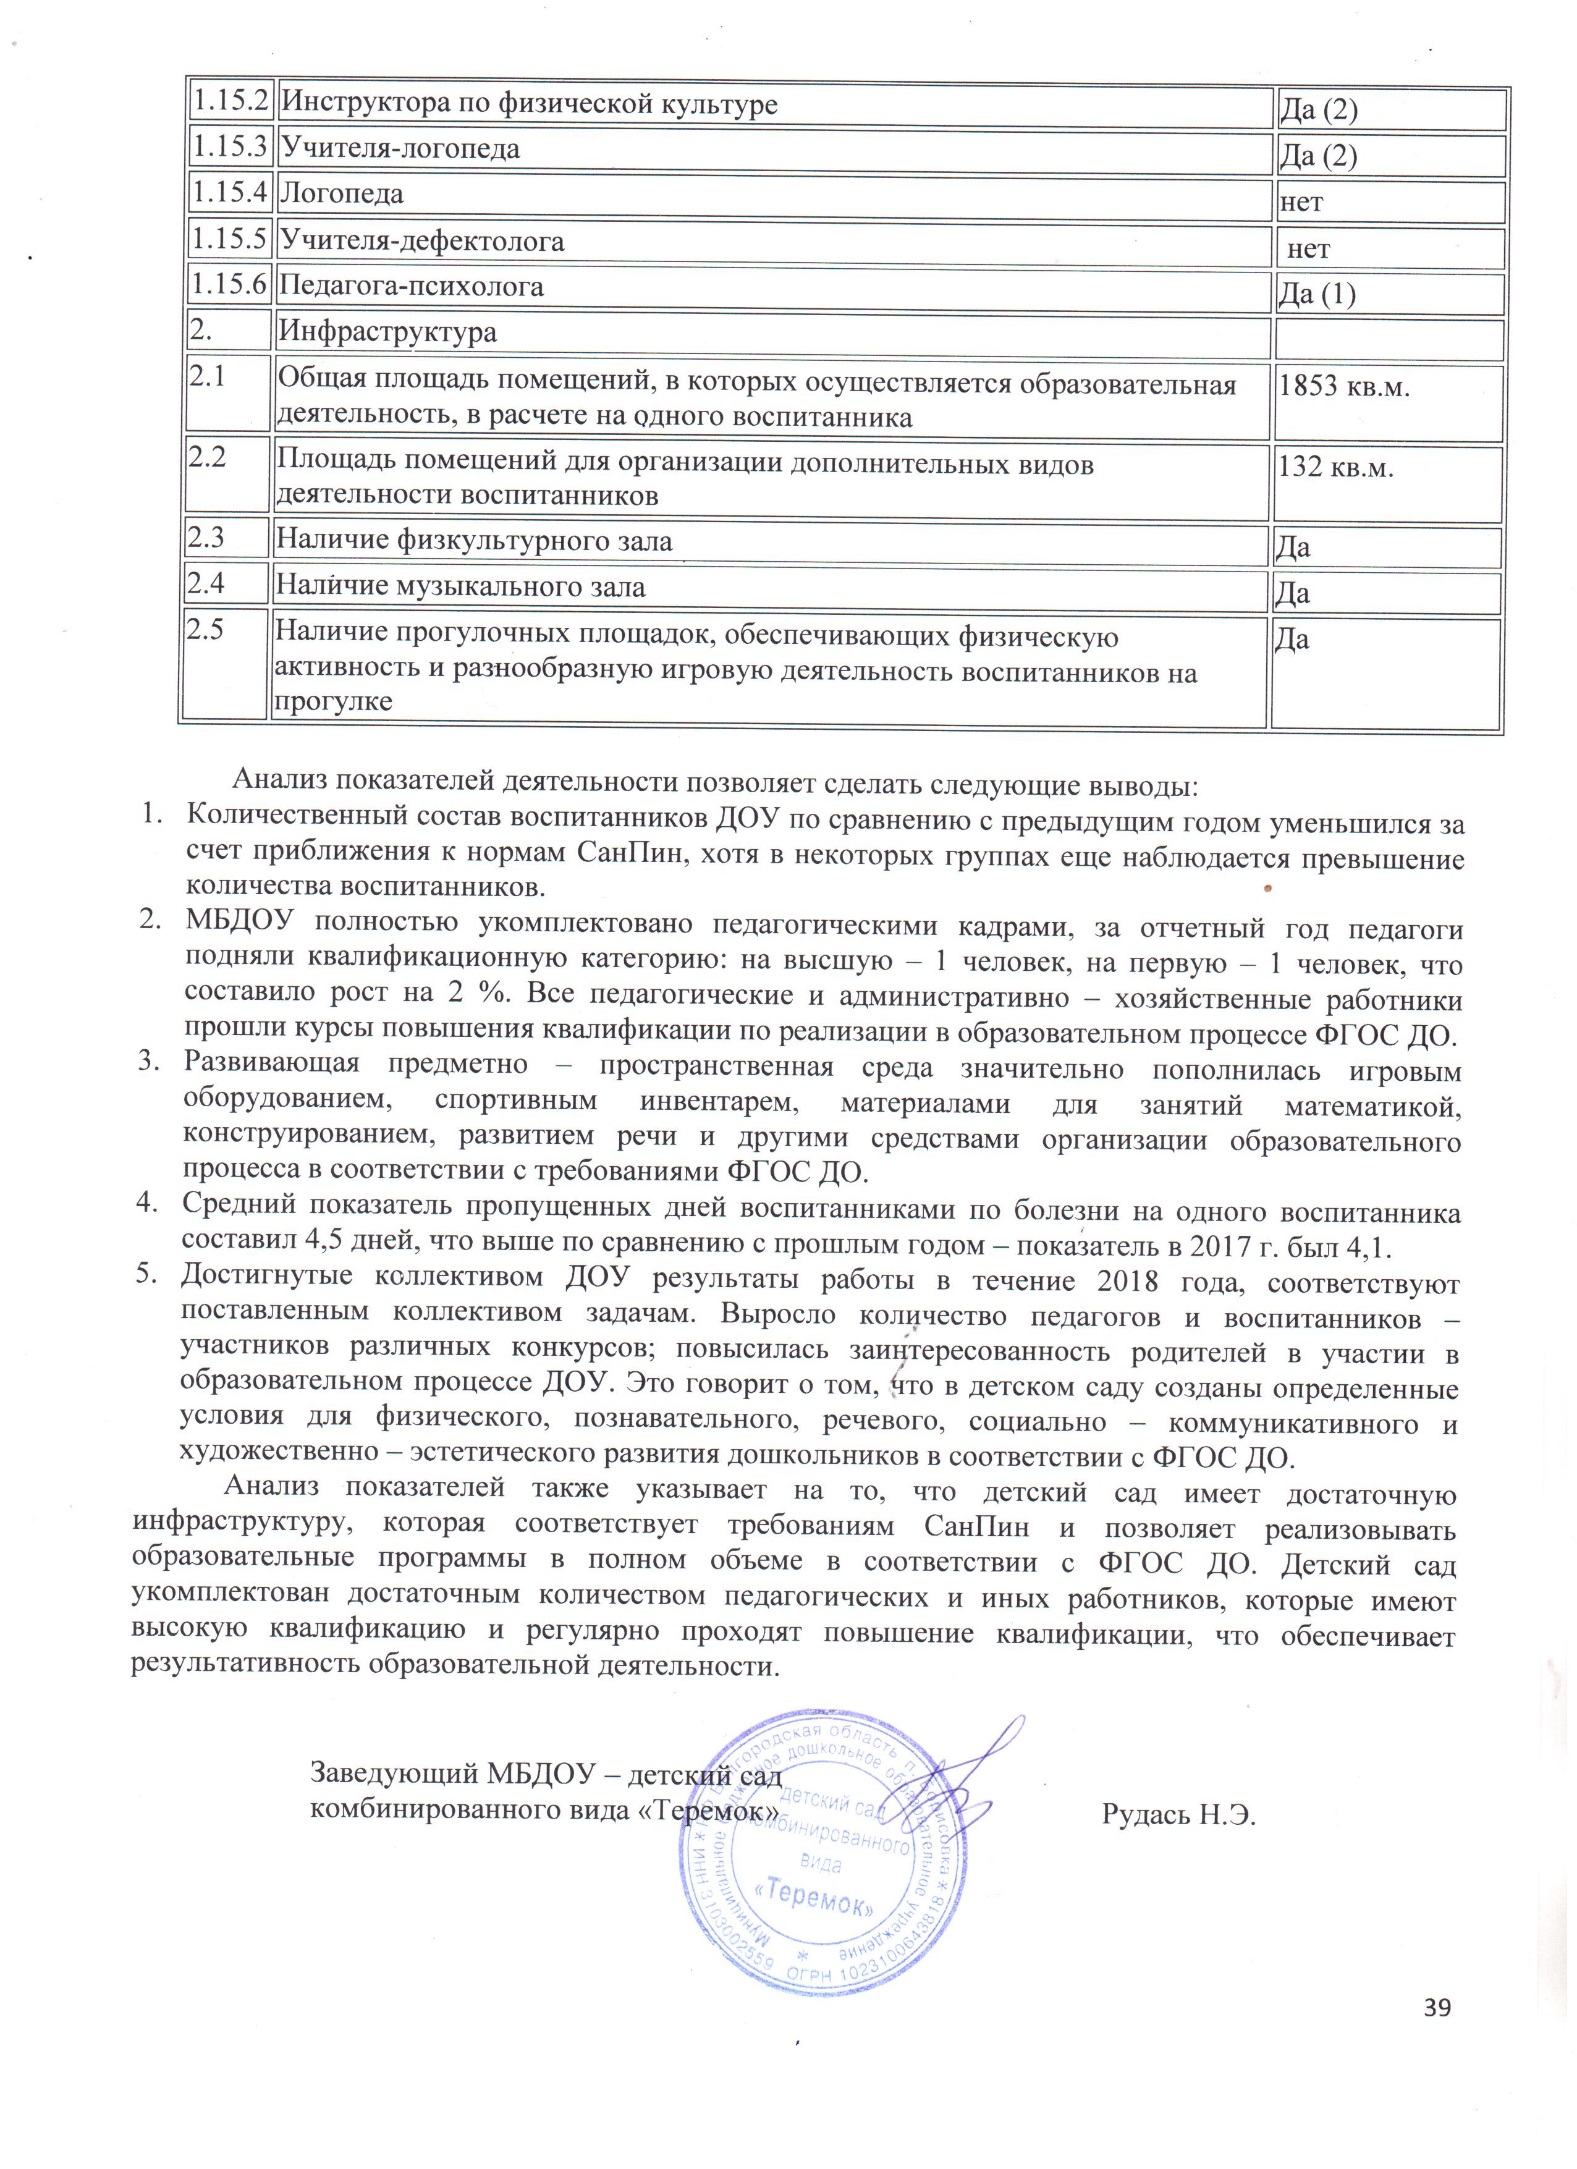 1.15.2 Инструктора по физической культуре Да (2)
1.15.3 Учителя-логопеда Да (2)
1.15.4 Логопеда нет
1.15.5 Учителя-дефектолога нет
1.15.6 Педагога-психолога Да (1)
2. Инфраструктура
2.1 Общая площадь помещений, в которых осуществляется образовательная 1853 кв.м.
деятельность, в расчете на одного воспитанника
2.2 Площадь помещений для организации дополнительных видов 132 кв.м.
деятельности воспитанников
2.3 Наличие физкультурного зала Да
2.4 Наличие музыкального зала Да
2.5 Наличие прогулочных площадок, обеспечивающих физическую Да
активность и разнообразную игровую деятельность воспитанников на
прогулке
Анализ показателей деятельности позволяет сделать следующие выводы:
1. Количественный состав воспитанников ДОУ по сравнению с предыдущим годом уменьшился за
счет приближения к нормам СанПин, хотя в некоторых группах еще наблюдается превышение
количества воспитанников.
2. МБДОУ полностью укомплектовано педагогическими кадрами, за отчетный год педагоги
подняли квалификационную категорию: на высшую – 1 человек, на первую – 1 человек, что
составило рост на 2 %. Все педагогические и административно – хозяйственные работники
прошли курсы повышения квалификации по реализации в образовательном процессе ФГОС ДО.
3. Развивающая предметно – пространственная среда значительно пополнилась игровым
оборудованием, спортивным инвентарем, материалами для занятий математикой,
конструированием, развитием речи и другими средствами организации образовательного
процесса в соответствии с требованиями ФГОС ДО.
4. Средний показатель пропущенных дней воспитанниками по болезни на одного воспитанника
составил 4,5 дней, что выше по сравнению с прошлым годом – показатель в 2017 г. был 4,1.
5. Достигнутые коллективом ДОУ результаты работы в течение 2018 года, соответствуют
поставленным коллективом задачам. Выросло количество педагогов и воспитанников –
участников различных конкурсов; повысилась заинтересованность родителей в участии в
образовательном процессе ДОУ. Это говорит о том, что в детском саду созданы определенные
условия для физического, познавательного, речевого, социально – коммуникативного и
художественно – эстетического развития дошкольников в соответствии с ФГОС ДО.
Анализ показателей также указывает на то, что детский сад имеет достаточную
инфраструктуру, которая соответствует требованиям СанПин и позволяет реализовывать
образовательные программы в полном объеме в соответствии с ФГОС ДО. Детский сад
укомплектован достаточным количеством педагогических и иных работников, которые имеют
высокую квалификацию и регулярно проходят повышение квалификации, что обеспечивает
результативность образовательной деятельности.
Заведующий МБДОУ – детский сад
комбинированного вида «Теремок» Рудась Н.Э.
Белгородская область п. Борисовка * ОГРН 1023100643818 ИНН 3103002559
Муниципальное бюджетное дошкольное образовательное учреждение *
детский сад
комбинированного
вида
«Теремок»
39